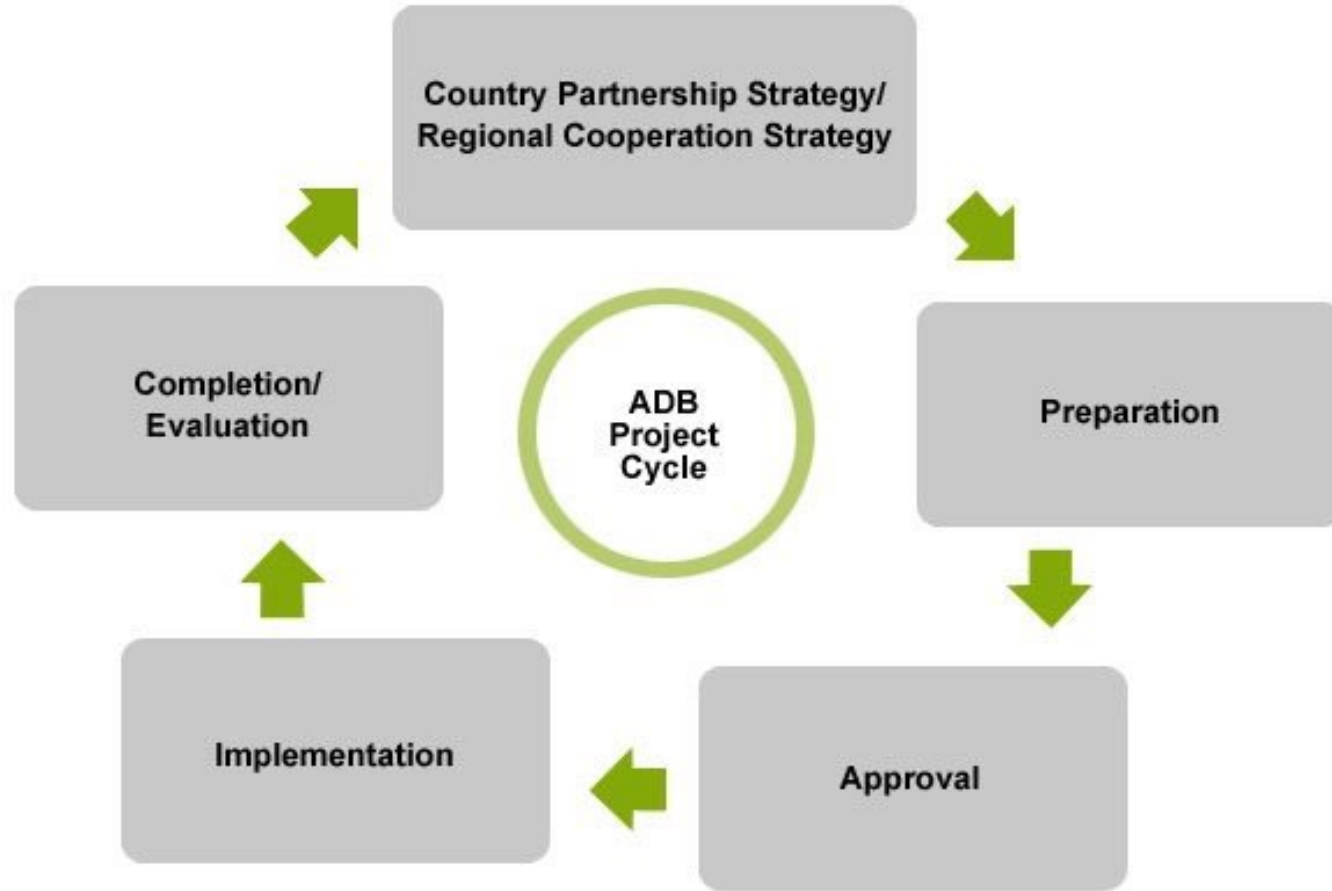 Country Partnership Strategy/
Regional Cooperation Strategy
Completion/
Evaluation
ADB
Project
Cycle
Preparation
Implementation
Approval